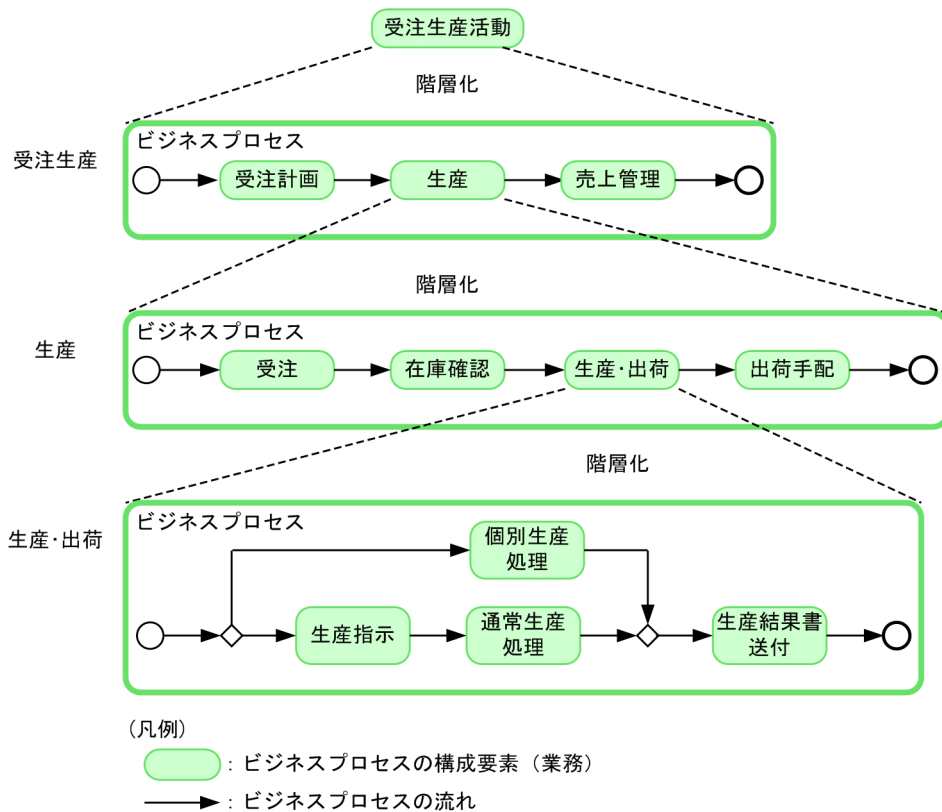 受注生産活動
階層化
受注生産
ビジネスプロセス
受注計画
生産
売上管理
階層化
生産
ビジネスプロセス
受注
在庫確認
生産・出荷
出荷手配
階層化
生産・出荷
ビジネスプロセス
個別生産
処理
生産指示
通常生産
処理
生産結果書
送付
(凡例)
：ビジネスプロセスの構成要素（業務）
：ビジネスプロセスの流れ